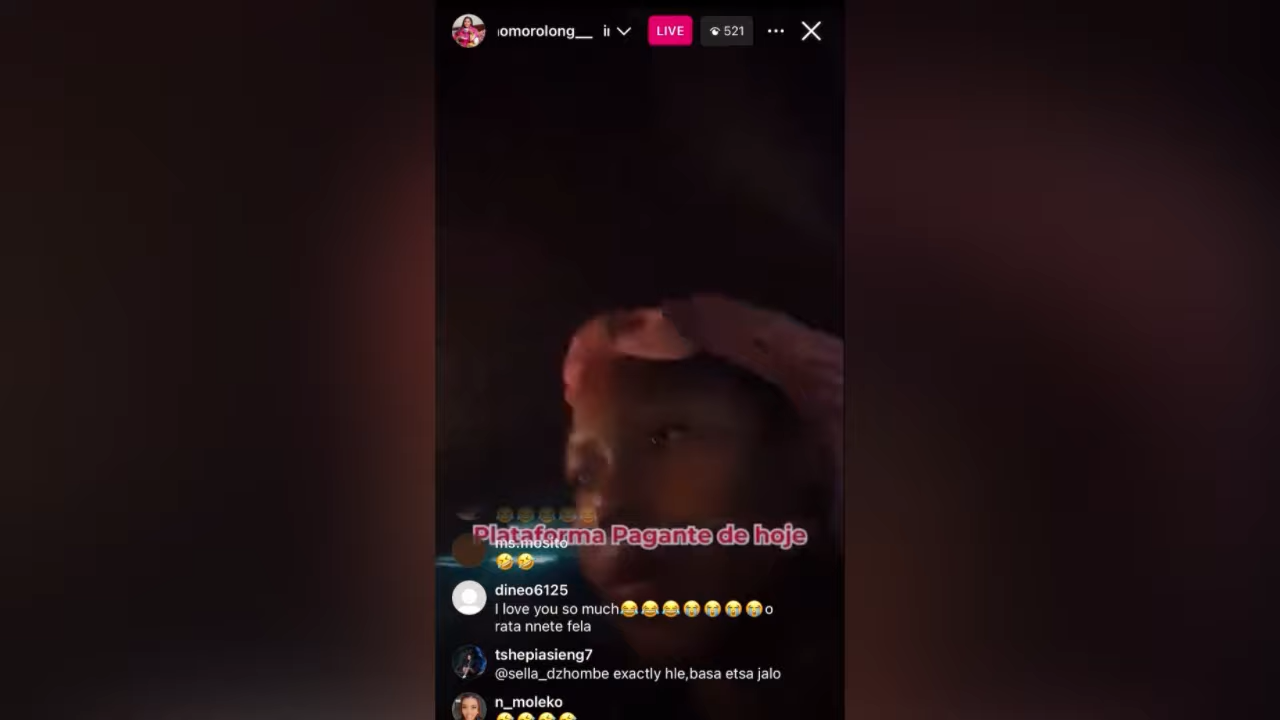 omorolong__ ii
LIVE
521
😂😂😂😂😂
Plataforma Pagante de hoje
ms.mosito
🤣🤣
dineo6125
I love you so much😂😂😂😭😭😭😭o
rata nnete fela
tshepiasieng7
@sella_dzhombe exactly hle,basa etsa jalo
n_moleko
🤣🤣🤣🤣